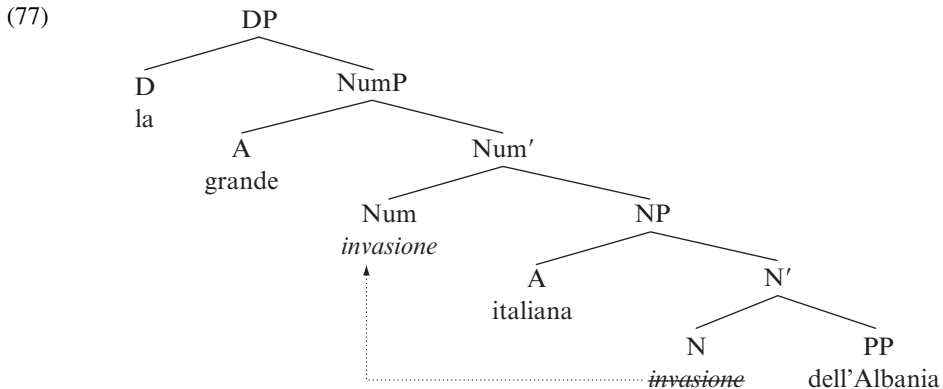 (77) DP
D NumP
la
A Num′
grande
Num NP
invasione
A N′
italiana
N PP
invasione dell'Albania